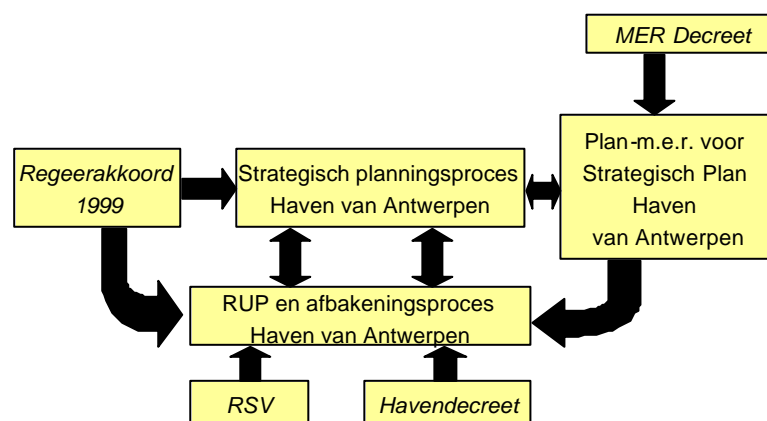 MER Decreet
Regeerakkoord
1999
Strategisch planningsproces
Haven van Antwerpen
Plan-m.e.r. voor
Strategisch Plan
Haven
van Antwerpen
RUP en afbakeningsproces
Haven van Antwerpen
RSV
Havendecreet